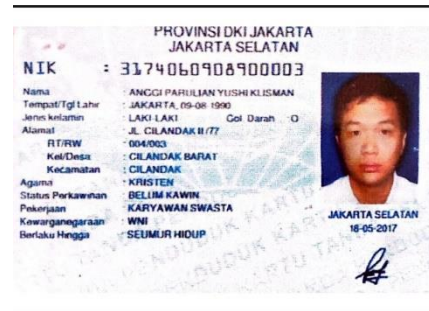 PROVINSI DKI JAKARTA
JAKARTA SELATAN
NIK : 3174060908900003
Nama : ANGGI PARULIAN YUSHI KLISMAN
Tempat/Tgl Lahir : JAKARTA, 09-08-1990
Jenis kelamin : LAKI-LAKI Gol. Darah : O
Alamat : JL. CILANDAK II /77
RT/RW : 004/003
Kel/Desa : CILANDAK BARAT
Kecamatan : CILANDAK
Agama : KRISTEN
Status Perkawinan : BELUM KAWIN
Pekerjaan : KARYAWAN SWASTA
Kewarganegaraan : WNI
Berlaku Hingga : SEUMUR HIDUP
JAKARTA SELATAN
18-05-2017